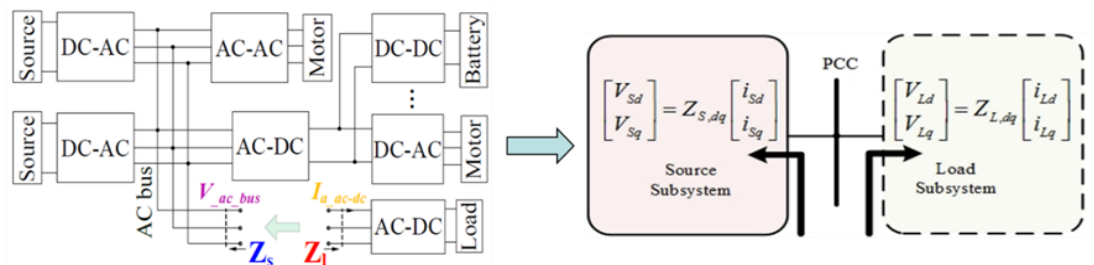 Source
DC-AC
AC-AC
Motor
DC-DC
Battery
...
Source
DC-AC
AC-DC
DC-AC
Motor
AC bus
V_ac_bus
I_a_ac-dc
AC-DC
Load
Zs
Zl
PCC
[VSd VSq] = ZS,dq [iSd iSq]
Source
Subsystem
[VLd VLq] = ZL,dq [iLd iLq]
Load
Subsystem